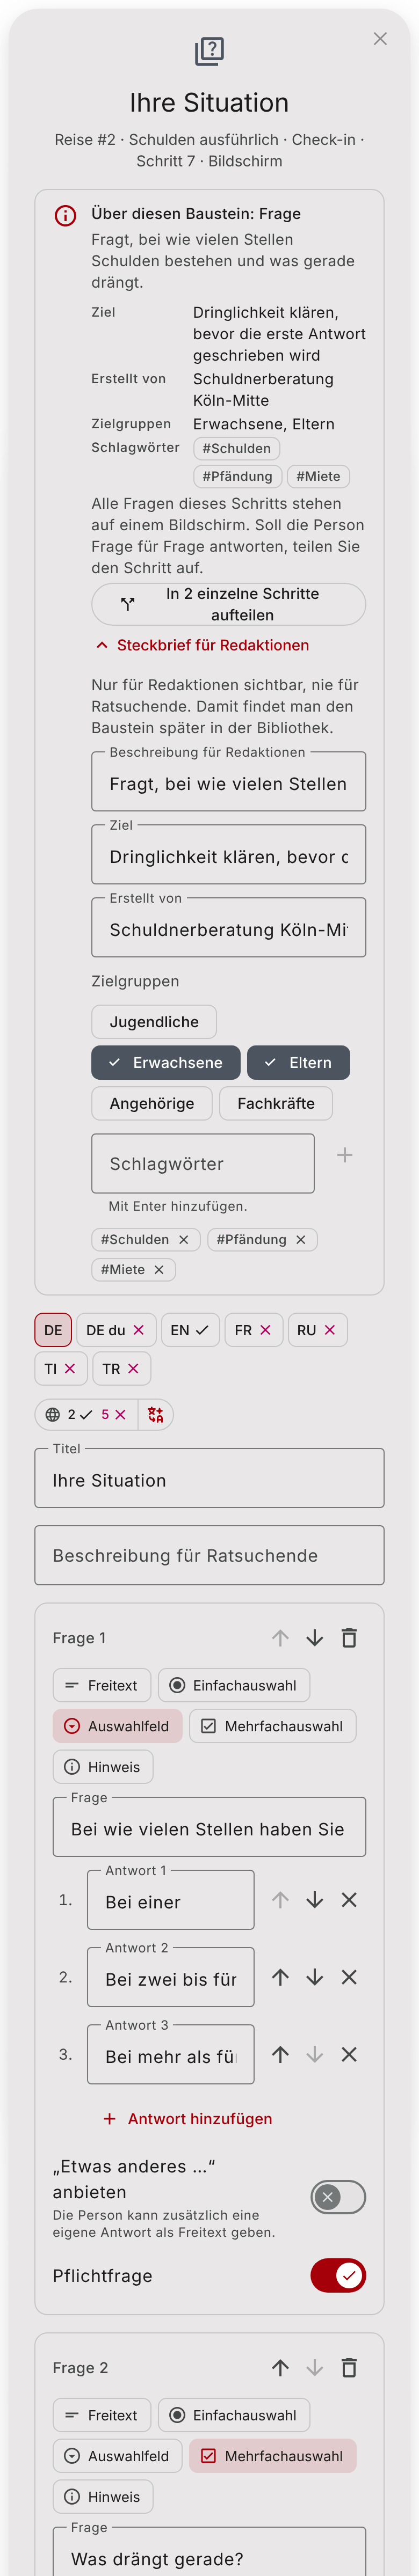 Ihre Situation
Reise #2 · Schulden ausführlich · Check-in ·
Schritt 7 · Bildschirm
Über diesen Baustein: Frage
Fragt, bei wie vielen Stellen
Schulden bestehen und was gerade
drängt.
Ziel
Dringlichkeit klären,
bevor die erste Antwort
geschrieben wird
Erstellt von
Schuldnerberatung
Köln-Mitte
Zielgruppen
Erwachsene, Eltern
Schlagwörter
#Schulden
#Pfändung #Miete
Alle Fragen dieses Schritts stehen
auf einem Bildschirm. Soll die Person
Frage für Frage antworten, teilen Sie
den Schritt auf.
In 2 einzelne Schritte
aufteilen
Steckbrief für Redaktionen
Nur für Redaktionen sichtbar, nie für
Ratsuchende. Damit findet man den
Baustein später in der Bibliothek.
Beschreibung für Redaktionen
Fragt, bei wie vielen Stellen
Ziel
Dringlichkeit klären, bevor
Erstellt von
Schuldnerberatung Köln-Mit
Zielgruppen
Jugendliche
Erwachsene Eltern
Angehörige Fachkräfte
Schlagwörter
Mit Enter hinzufügen.
#Schulden #Pfändung
#Miete
DE DE du EN FR RU
TI TR
2 5
Titel
Ihre Situation
Beschreibung für Ratsuchende
Frage 1
Freitext Einfachauswahl
Auswahlfeld Mehrfachauswahl
Hinweis
Frage
Bei wie vielen Stellen haben Sie
Antwort 1
1. Bei einer
Antwort 2
2. Bei zwei bis fün
Antwort 3
3. Bei mehr als fün
Antwort hinzufügen
„Etwas anderes …“
anbieten
Die Person kann zusätzlich eine
eigene Antwort als Freitext geben.
Pflichtfrage
Frage 2
Freitext Einfachauswahl
Auswahlfeld Mehrfachauswahl
Hinweis
Frage
Was drängt gerade?